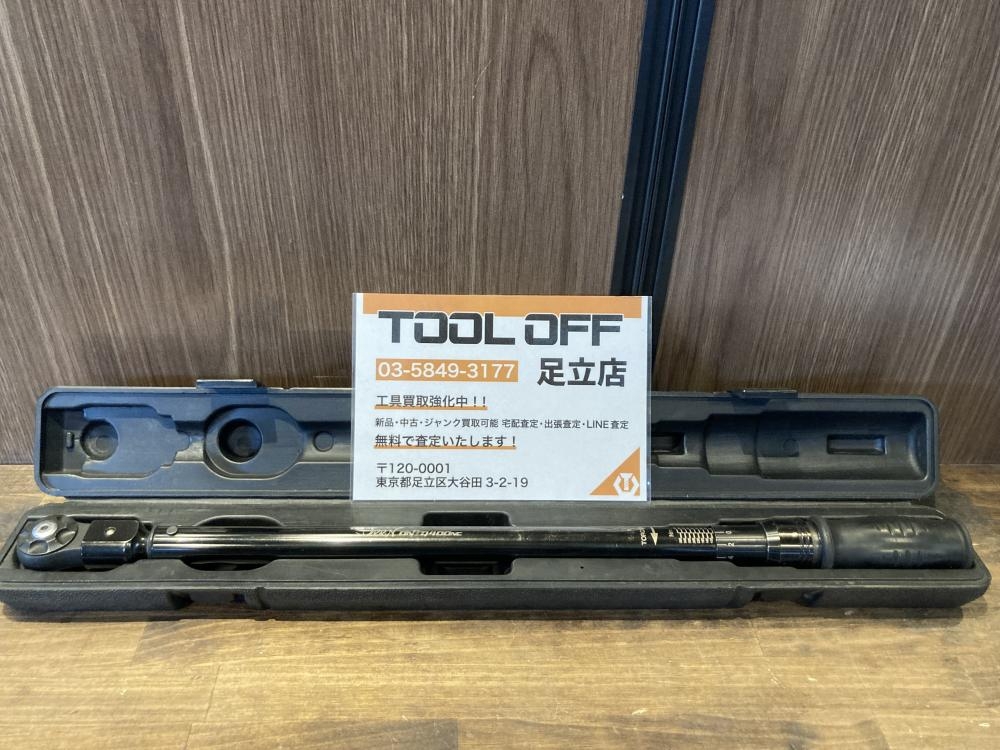 TOOL OFF
03-5849-3177 足立店
工具買取強化中！！
新品・中古・ジャンク買取可能 宅配査定・出張査定・LINE査定
無料で査定いたします！
〒120-0001
東京都足立区大谷田 3-2-19